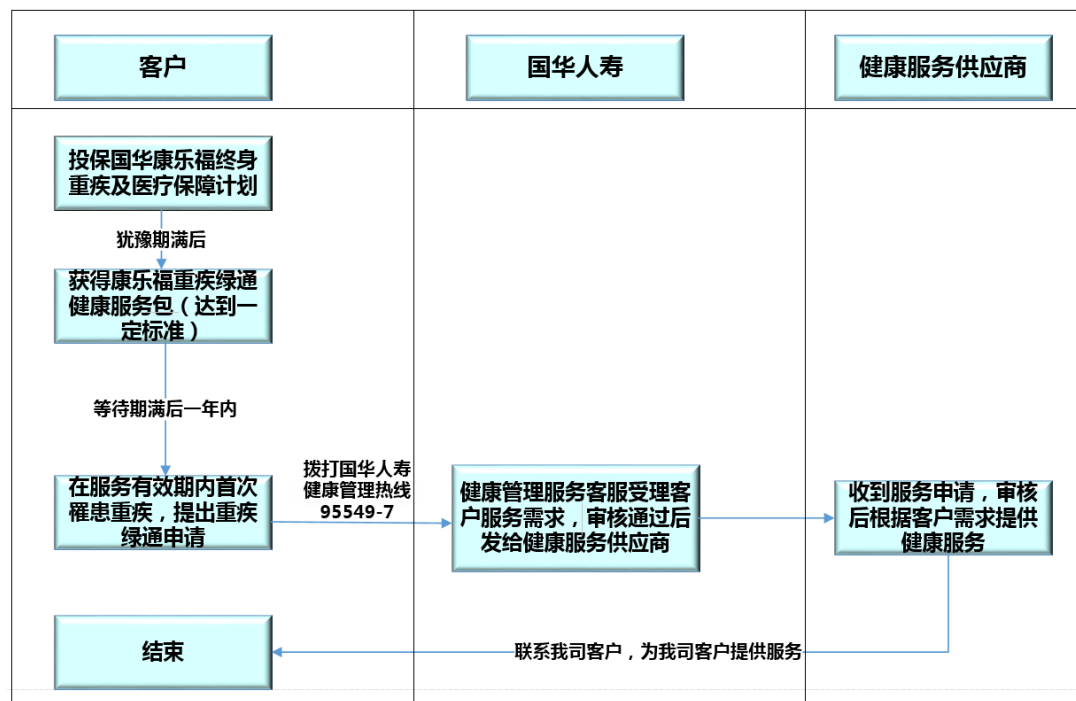 客户
国华人寿
健康服务供应商
投保国华康乐福终身
重疾及医疗保障计划
犹豫期满后
获得康乐福重疾绿通
健康服务包（达到一
定标准）
等待期满后一年内
在服务有效期内首次
罹患重疾，提出重疾
绿通申请
拨打国华人寿
健康管理热线
95549-7
健康管理服务客服受理客
户服务需求，审核通过后
发给健康服务供应商
收到服务申请，审核
后根据客户需求提供
健康服务
联系我司客户，为我司客户提供服务
结束